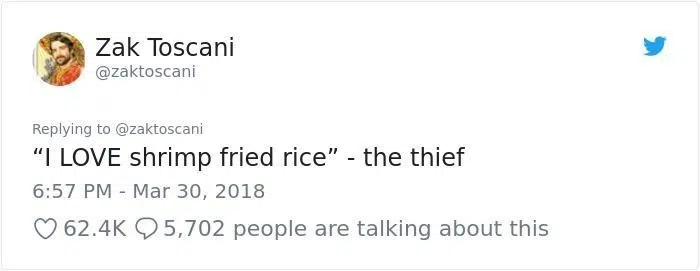 Zak Toscani
@zaktoscani
Replying to @zaktoscani
“I LOVE shrimp fried rice” - the thief
6:57 PM - Mar 30, 2018
62.4K 5,702 people are talking about this